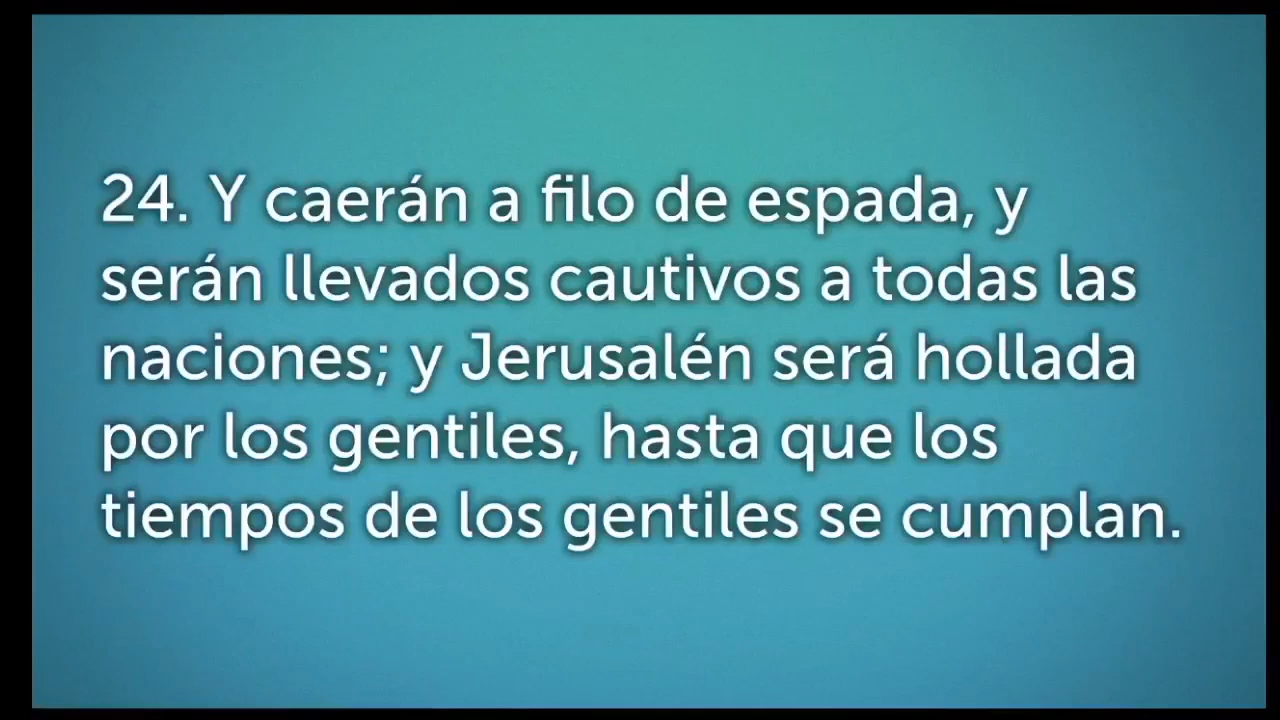 24. Y caerán a filo de espada, y
serán llevados cautivos a todas las
naciones; y Jerusalén será hollada
por los gentiles, hasta que los
tiempos de los gentiles se cumplan.